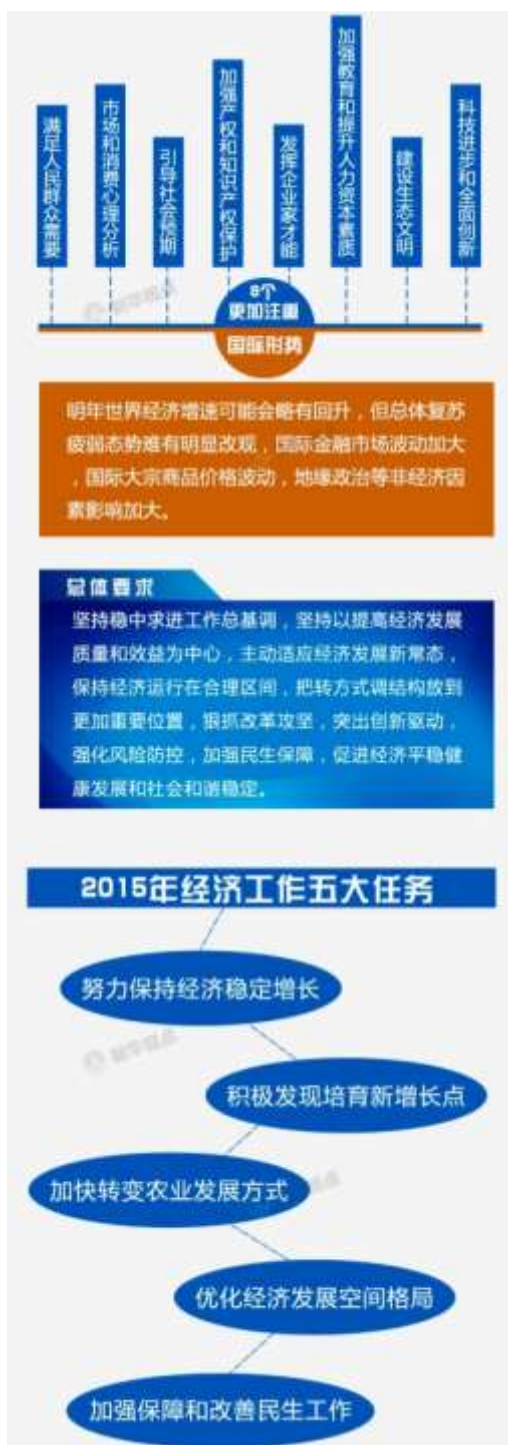 满足人民群众需要
市场和消费心理分析
引导社会预期
加强产权和知识产权保护
发挥企业家才能
加强教育和提升人力资本素质
建设生态文明
科技进步和全面创新
8个
更加注重
国际形势
明年世界经济增速可能会略有回升，但总体复苏
疲弱态势难有明显改观，国际金融市场波动加大
，国际大宗商品价格波动，地缘政治等非经济因
素影响加大。
总体要求
坚持稳中求进工作总基调，坚持以提高经济发展
质量和效益为中心，主动适应经济发展新常态，
保持经济运行在合理区间，把转方式调结构放到
更加重要位置，狠抓改革攻坚，突出创新驱动，
强化风险防控，加强民生保障，促进经济平稳健
康发展和社会和谐稳定。
2015年经济工作五大任务
努力保持经济稳定增长
积极发现培育新增长点
加快转变农业发展方式
优化经济发展空间格局
加强保障和改善民生工作